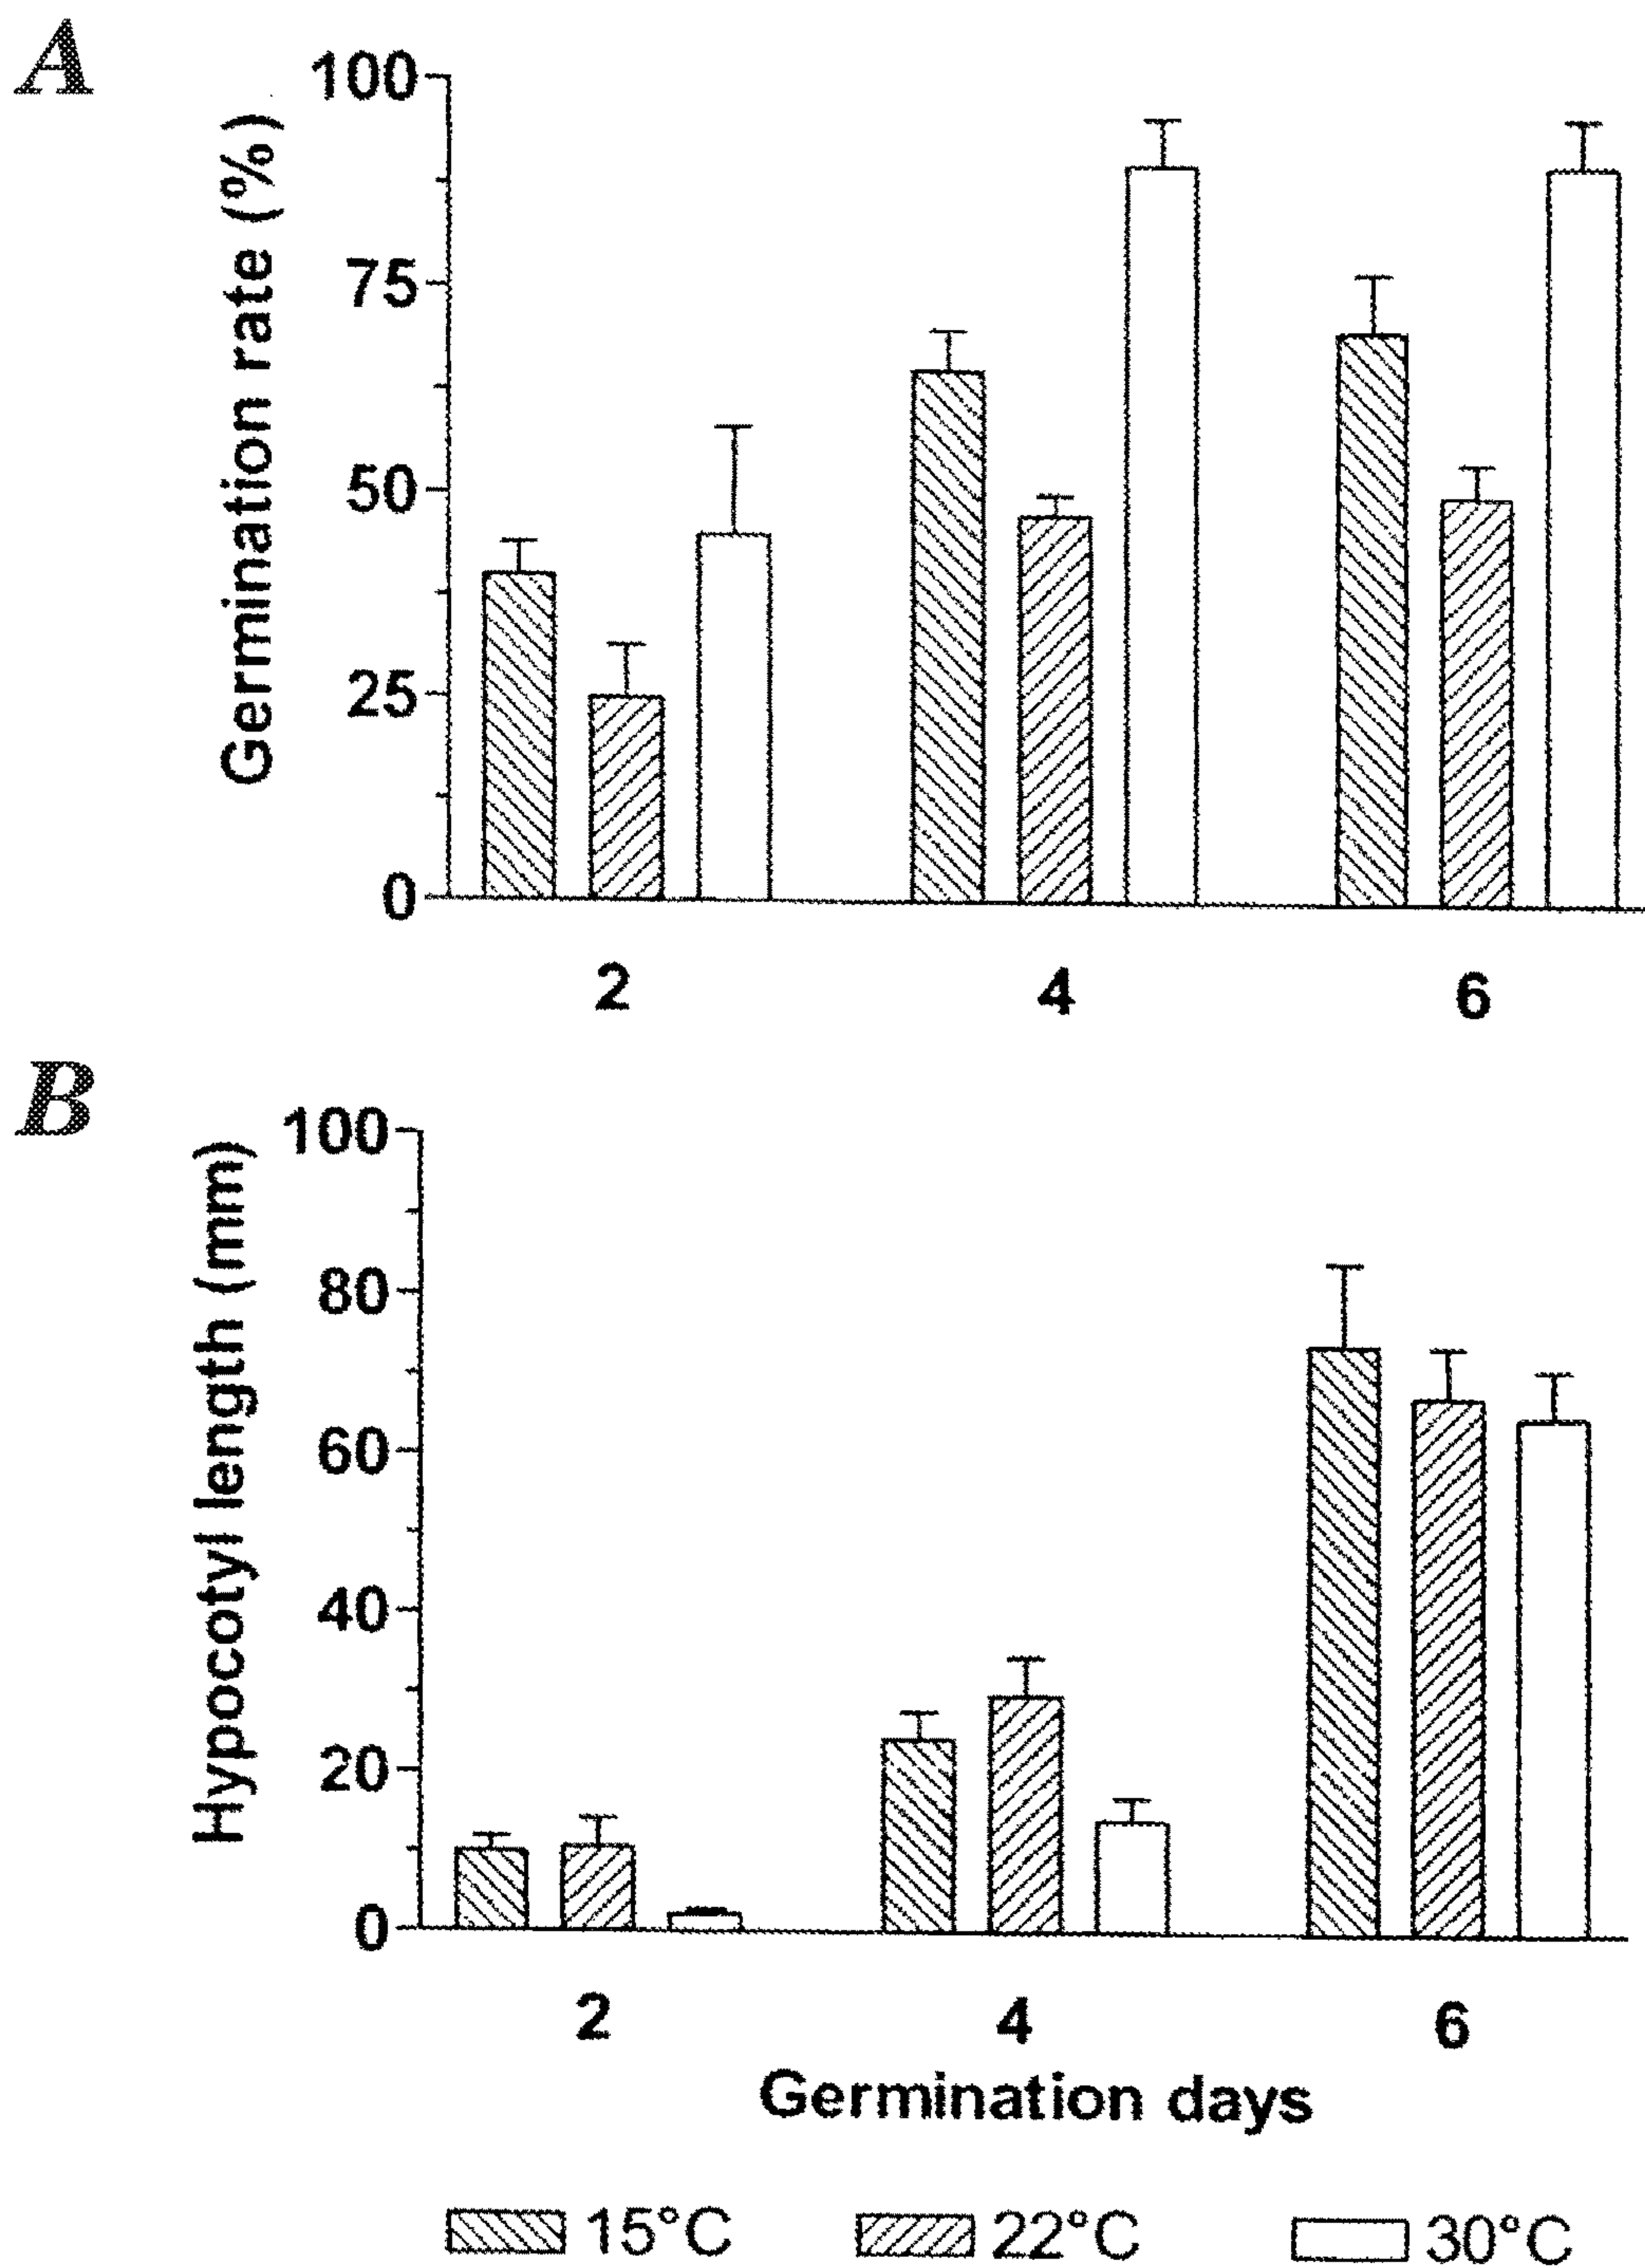 A
Germination rate (%)
100
75
50
25
0
2 4 6
B
Hypocotyl length (mm)
100
80
60
40
20
0
2 4 6
Germination days
15°C 22°C 30°C